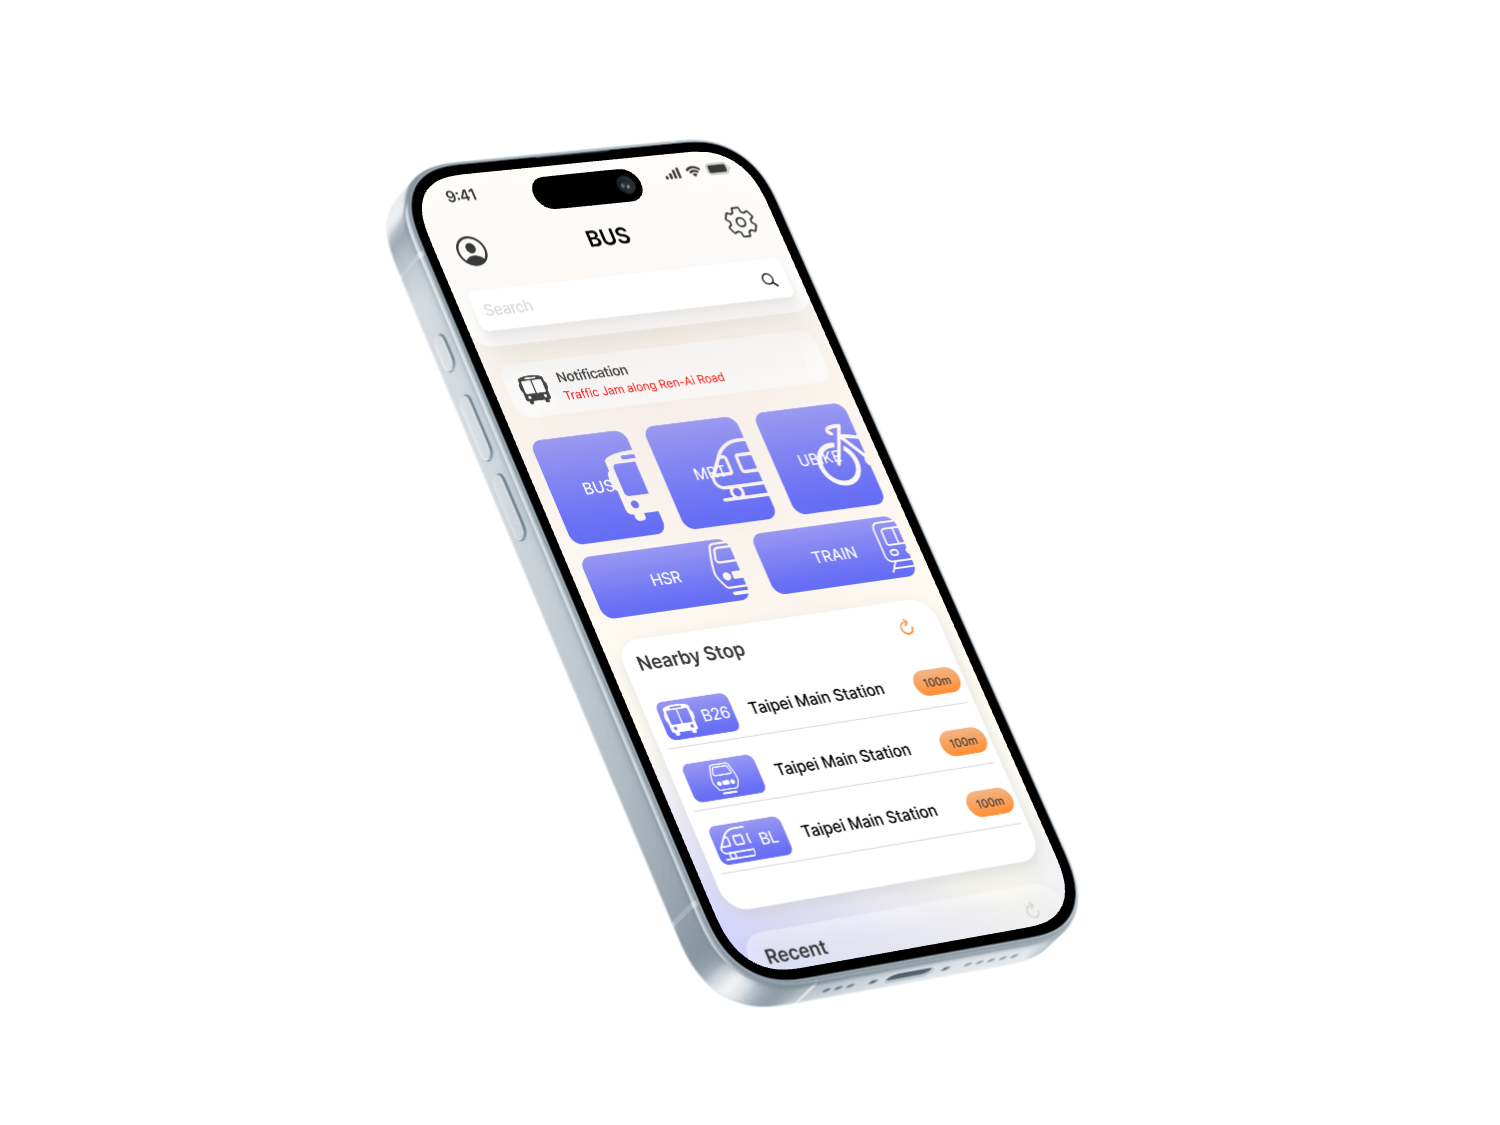 9:41
BUS
Search
Notification
Traffic Jam along Ren-Ai Road
BUS
MRT
UBIKE
HSR
TRAIN
Nearby Stop
B26
Taipei Main Station
100m
Taipei Main Station
100m
BL
Taipei Main Station
100m
Recent